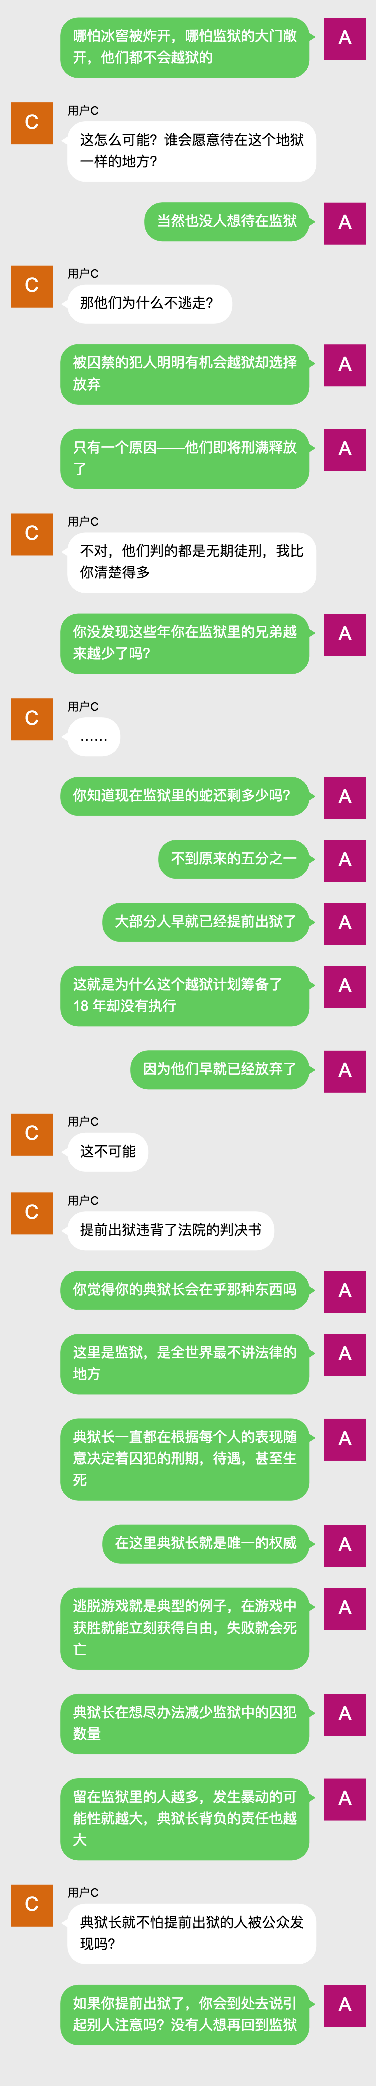 哪怕冰窖被炸开，哪怕监狱的大门敞
开，他们都不会越狱的
A
C
用户C
这怎么可能？谁会愿意待在这个地狱
一样的地方？
当然也没人想待在监狱
A
C
用户C
那他们为什么不逃走？
被囚禁的犯人明明有机会越狱却选择
放弃
A
只有一个原因——他们即将刑满释放
了
A
C
用户C
不对，他们判的都是无期徒刑，我比
你清楚得多
你没发现这些年你在监狱里的兄弟越
来越少了吗？
A
C
用户C
……
你知道现在监狱里的蛇还剩多少吗？
A
不到原来的五分之一
A
大部分人早就已经提前出狱了
A
这就是为什么这个越狱计划筹备了
18 年却没有执行
A
因为他们早就已经放弃了
A
C
用户C
这不可能
C
用户C
提前出狱违背了法院的判决书
你觉得你的典狱长会在乎那种东西吗
A
这里是监狱，是全世界最不讲法律的
地方
A
典狱长一直都在根据每个人的表现随
意决定着囚犯的刑期，待遇，甚至生
死
A
在这里典狱长就是唯一的权威
A
逃脱游戏就是典型的例子，在游戏中
获胜就能立刻获得自由，失败就会死
亡
A
典狱长在想尽办法减少监狱中的囚犯
数量
A
留在监狱里的人越多，发生暴动的可
能性就越大，典狱长背负的责任也越
大
A
C
用户C
典狱长就不怕提前出狱的人被公众发
现吗？
如果你提前出狱了，你会到处去说引
起别人注意吗？没有人想再回到监狱
A